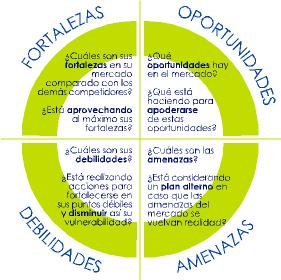 FORTALEZAS
¿Cuáles son sus
fortalezas en su
mercado
comparado con los
demás competidores?
¿Está aprovechando
al máximo sus
fortalezas?
OPORTUNIDADES
¿Qué
oportunidades hay
en el mercado?
¿Qué está
haciendo para
apoderarse
de estas
oportunidades?
¿Cuáles son sus
debilidades?
¿Está realizando
acciones para
fortalecerse en
sus puntos débiles
y disminuir así su
vulnerabilidad?
DEBILIDADES
¿Cuáles son las
amenazas?
¿Está considerando
un plan alterno en
caso que las
amenazas del
mercado se
vuelvan realidad?
AMENAZAS